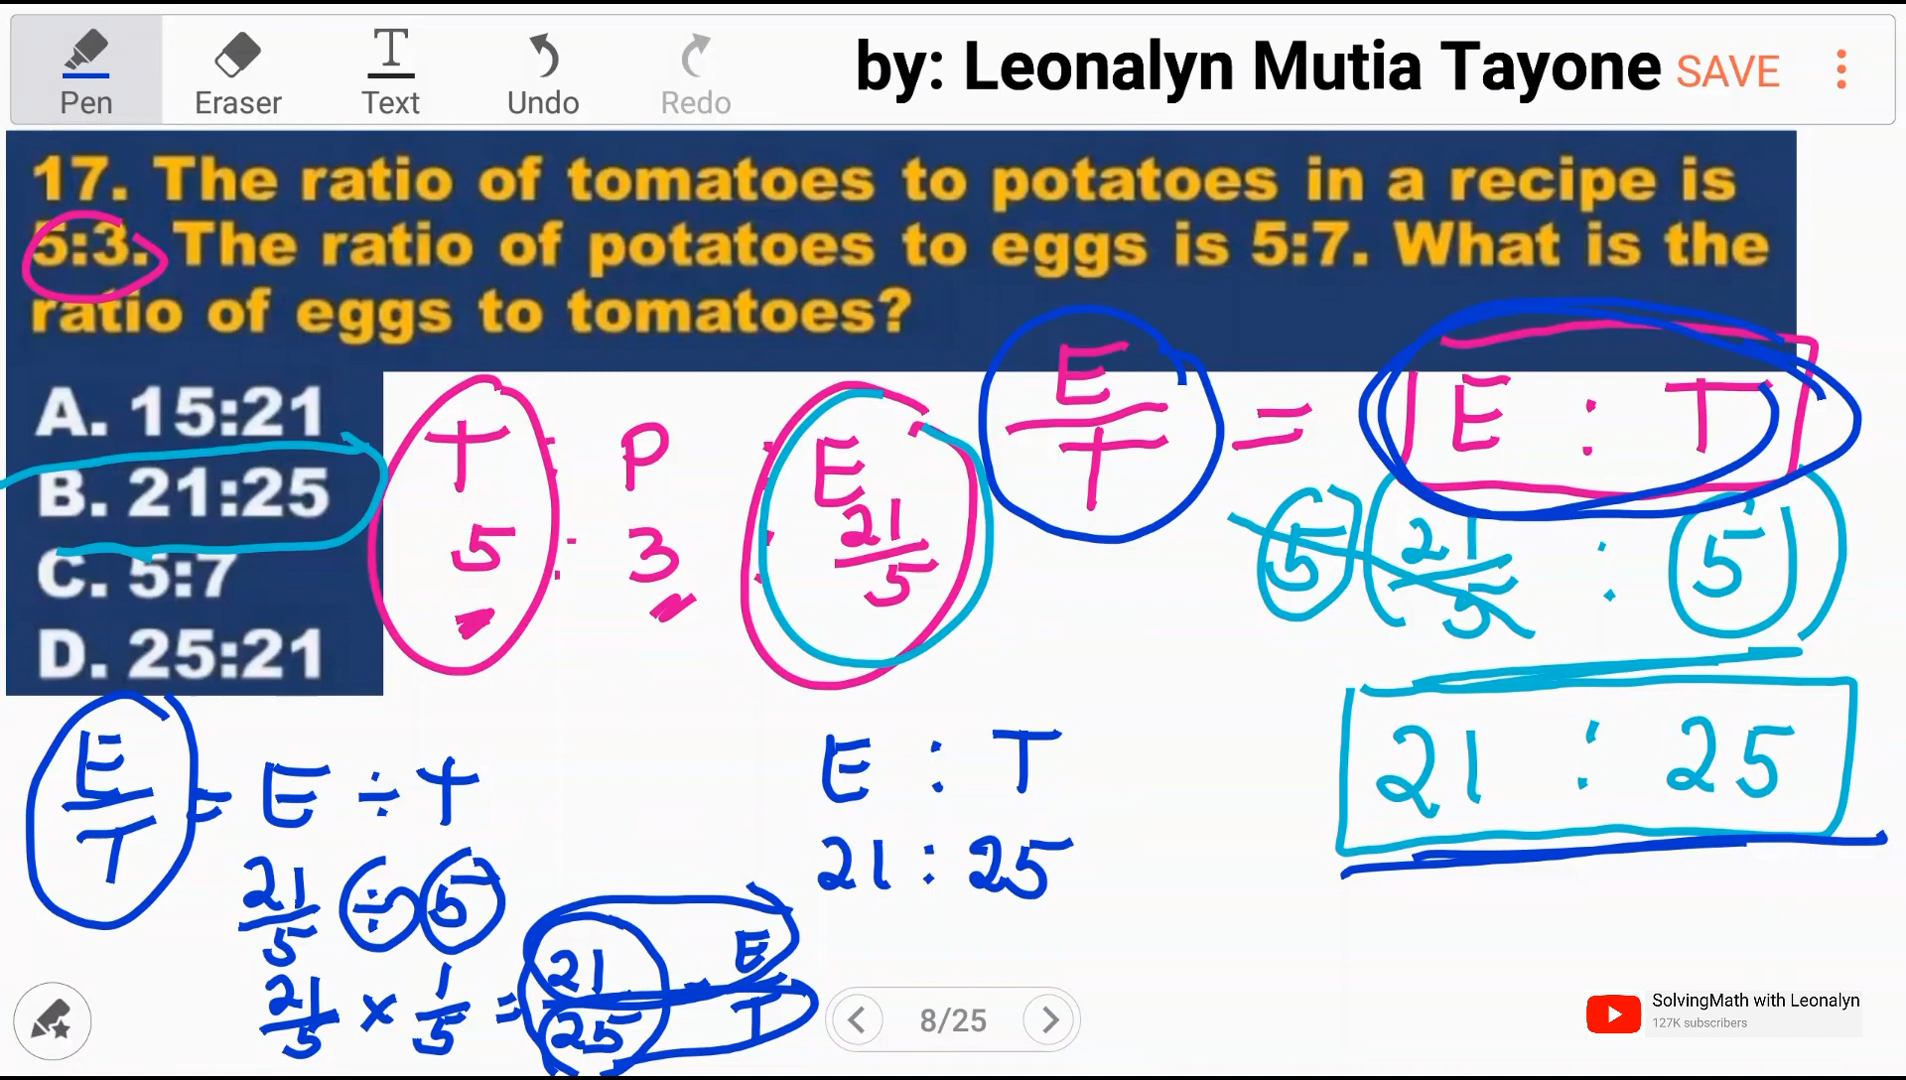 Pen Eraser Text Undo Redo by: Leonalyn Mutia Tayone SAVE
17. The ratio of tomatoes to potatoes in a recipe is
5:3. The ratio of potatoes to eggs is 5:7. What is the
ratio of eggs to tomatoes?
A. 15:21
B. 21:25
C. 5:7
D. 25:21
T : P : E
5 : 3 : 21/5
E/T = E : T
5 21/5 : 5
21 : 25
E/T = E ÷ T
21/5 ÷ 5
21/5 × 1/5 = 21/25 = E/T
E : T
21 : 25
8/25
SolvingMath with Leonalyn
127K subscribers